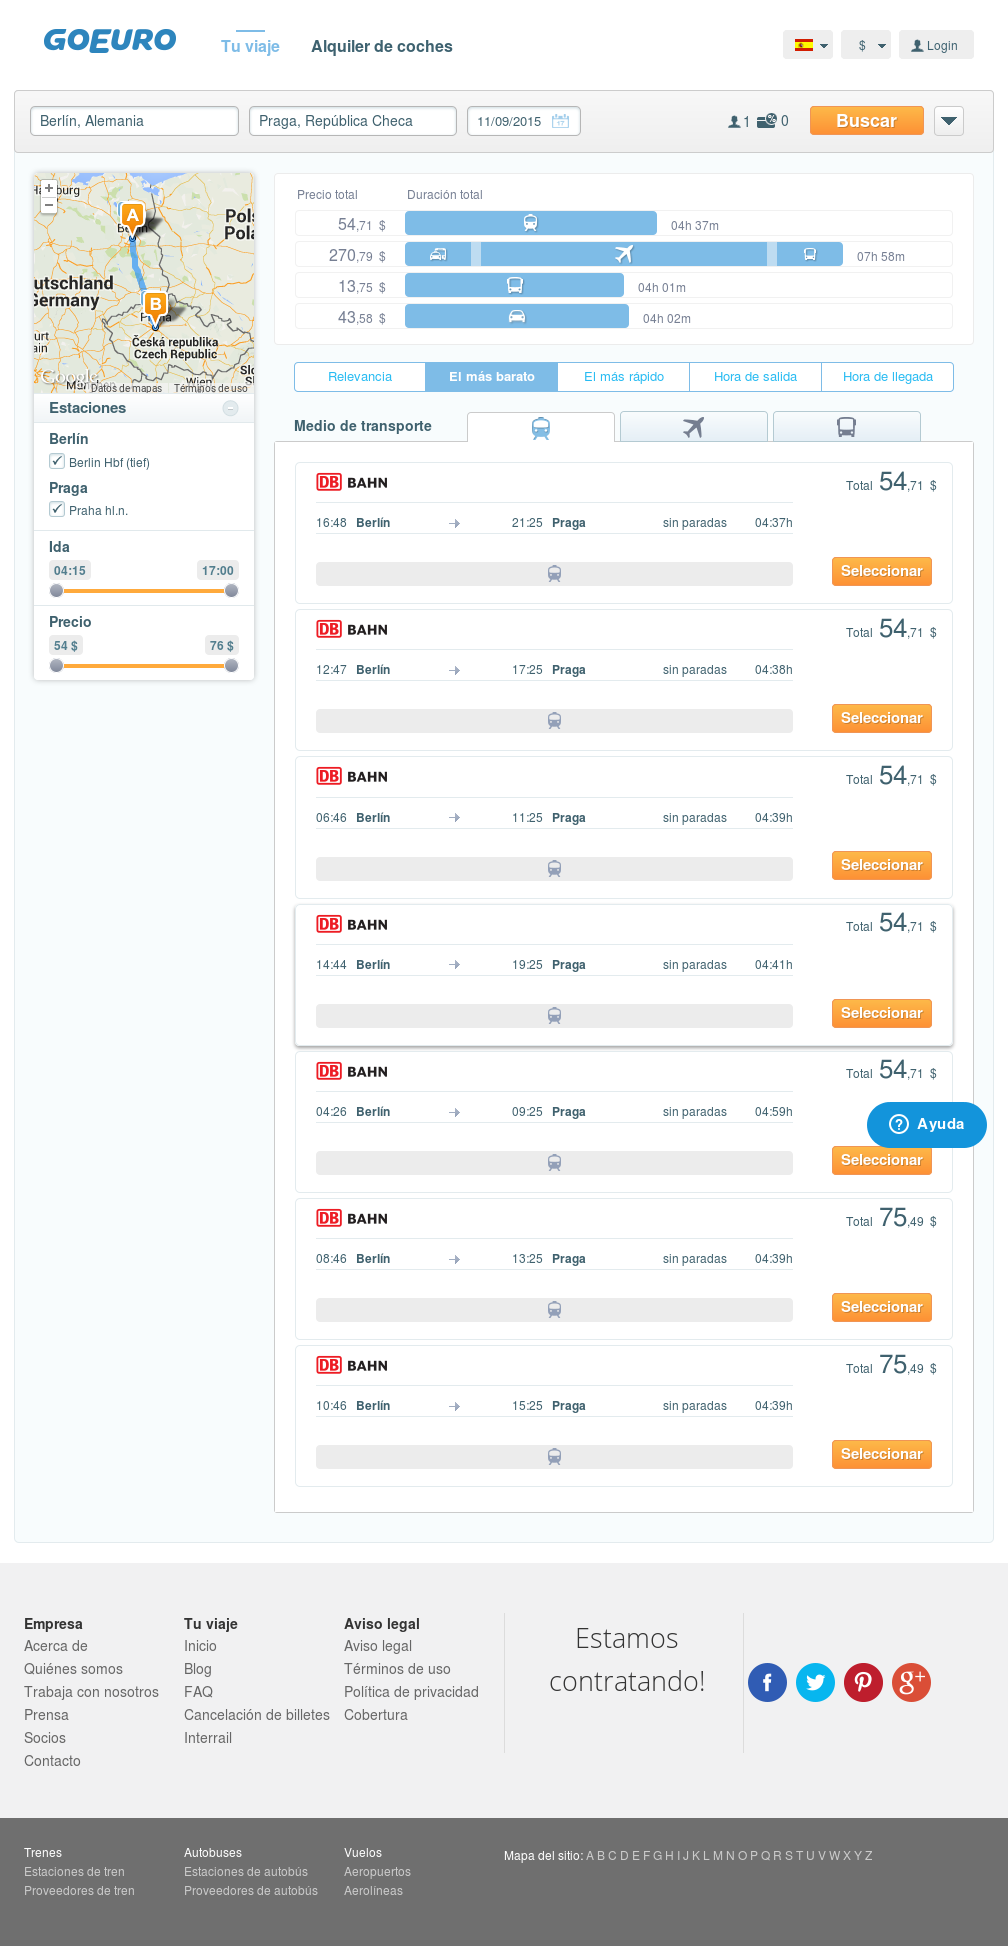 GOEURO
Tu viaje
Alquiler de coches
$
Login
Berlín, Alemania
Praga, República Checa
11/09/2015
1
0
Buscar
A
B
Česká republika
Czech Republic
Google
Datos de mapas
Términos de uso
Precio total
Duración total
54,71 $
04h 37m
270,79 $
07h 58m
13,75 $
04h 01m
43,58 $
04h 02m
Relevancia
El más barato
El más rápido
Hora de salida
Hora de llegada
Estaciones
Berlín
Berlin Hbf (tief)
Praga
Praha hl.n.
Ida
04:15
17:00
Precio
54 $
76 $
Medio de transporte
DB BAHN
Total 54,71 $
16:48 Berlín 21:25 Praga sin paradas 04:37h
Seleccionar
DB BAHN
Total 54,71 $
12:47 Berlín 17:25 Praga sin paradas 04:38h
Seleccionar
DB BAHN
Total 54,71 $
06:46 Berlín 11:25 Praga sin paradas 04:39h
Seleccionar
DB BAHN
Total 54,71 $
14:44 Berlín 19:25 Praga sin paradas 04:41h
Seleccionar
DB BAHN
Total 54,71 $
04:26 Berlín 09:25 Praga sin paradas 04:59h
Ayuda
Seleccionar
DB BAHN
Total 75,49 $
08:46 Berlín 13:25 Praga sin paradas 04:39h
Seleccionar
DB BAHN
Total 75,49 $
10:46 Berlín 15:25 Praga sin paradas 04:39h
Seleccionar
Empresa
Acerca de
Quiénes somos
Trabaja con nosotros
Prensa
Socios
Contacto
Tu viaje
Inicio
Blog
FAQ
Cancelación de billetes
Interrail
Aviso legal
Aviso legal
Términos de uso
Política de privacidad
Cobertura
Estamos
contratando!
Trenes
Estaciones de tren
Proveedores de tren
Autobuses
Estaciones de autobús
Proveedores de autobús
Vuelos
Aeropuertos
Aerolíneas
Mapa del sitio: A B C D E F G H I J K L M N O P Q R S T U V W X Y Z